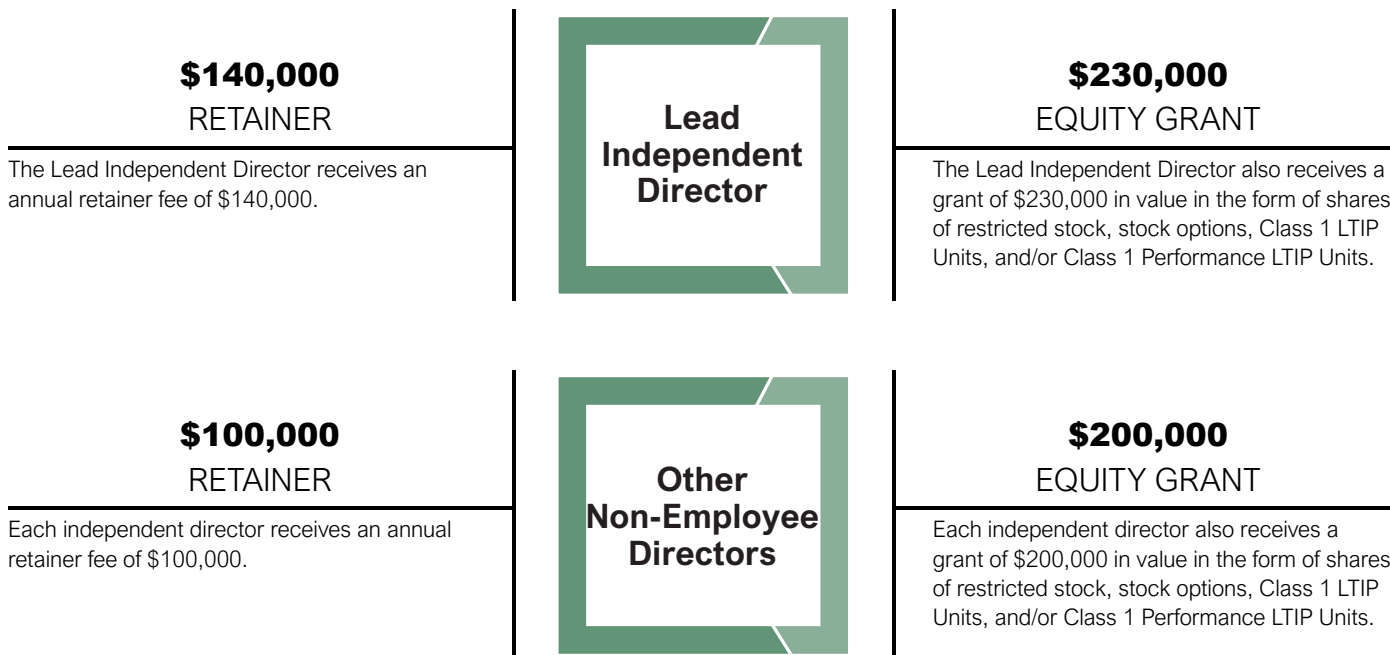 $140,000
RETAINER
The Lead Independent Director receives an
annual retainer fee of $140,000.
Lead
Independent
Director
$230,000
EQUITY GRANT
The Lead Independent Director also receives a
grant of $230,000 in value in the form of shares
of restricted stock, stock options, Class 1 LTIP
Units, and/or Class 1 Performance LTIP Units.
$100,000
RETAINER
Each independent director receives an annual
retainer fee of $100,000.
Other
Non-Employee
Directors
$200,000
EQUITY GRANT
Each independent director also receives a
grant of $200,000 in value in the form of shares
of restricted stock, stock options, Class 1 LTIP
Units, and/or Class 1 Performance LTIP Units.